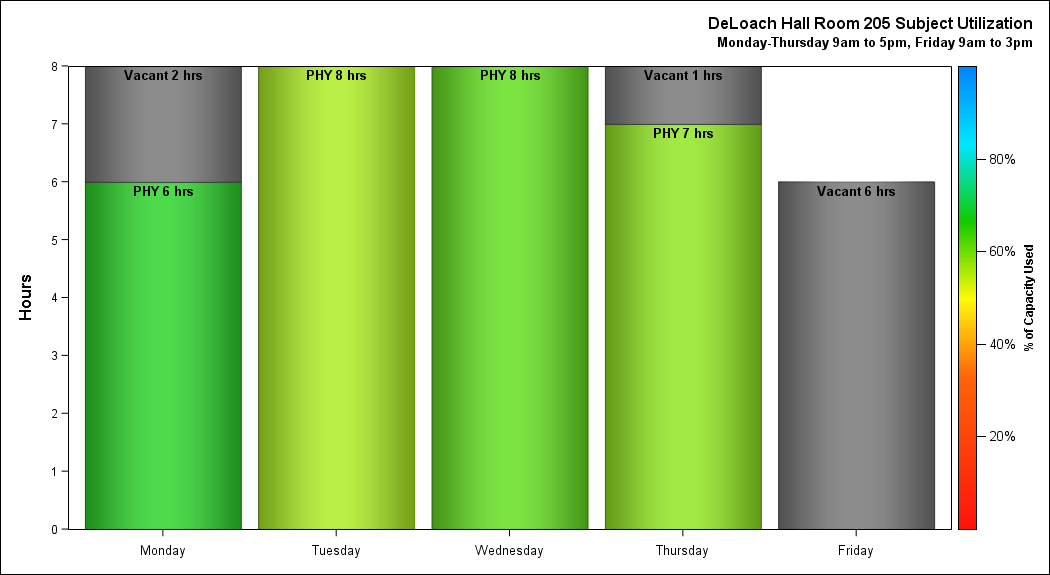 DeLoach Hall Room 205 Subject Utilization
Monday-Thursday 9am to 5pm, Friday 9am to 3pm
Hours
8
7
6
5
4
3
2
1
0
Vacant 2 hrs
PHY 6 hrs
PHY 8 hrs
PHY 8 hrs
Vacant 1 hrs
PHY 7 hrs
Vacant 6 hrs
Monday
Tuesday
Wednesday
Thursday
Friday
80%
60%
40%
20%
% of Capacity Used